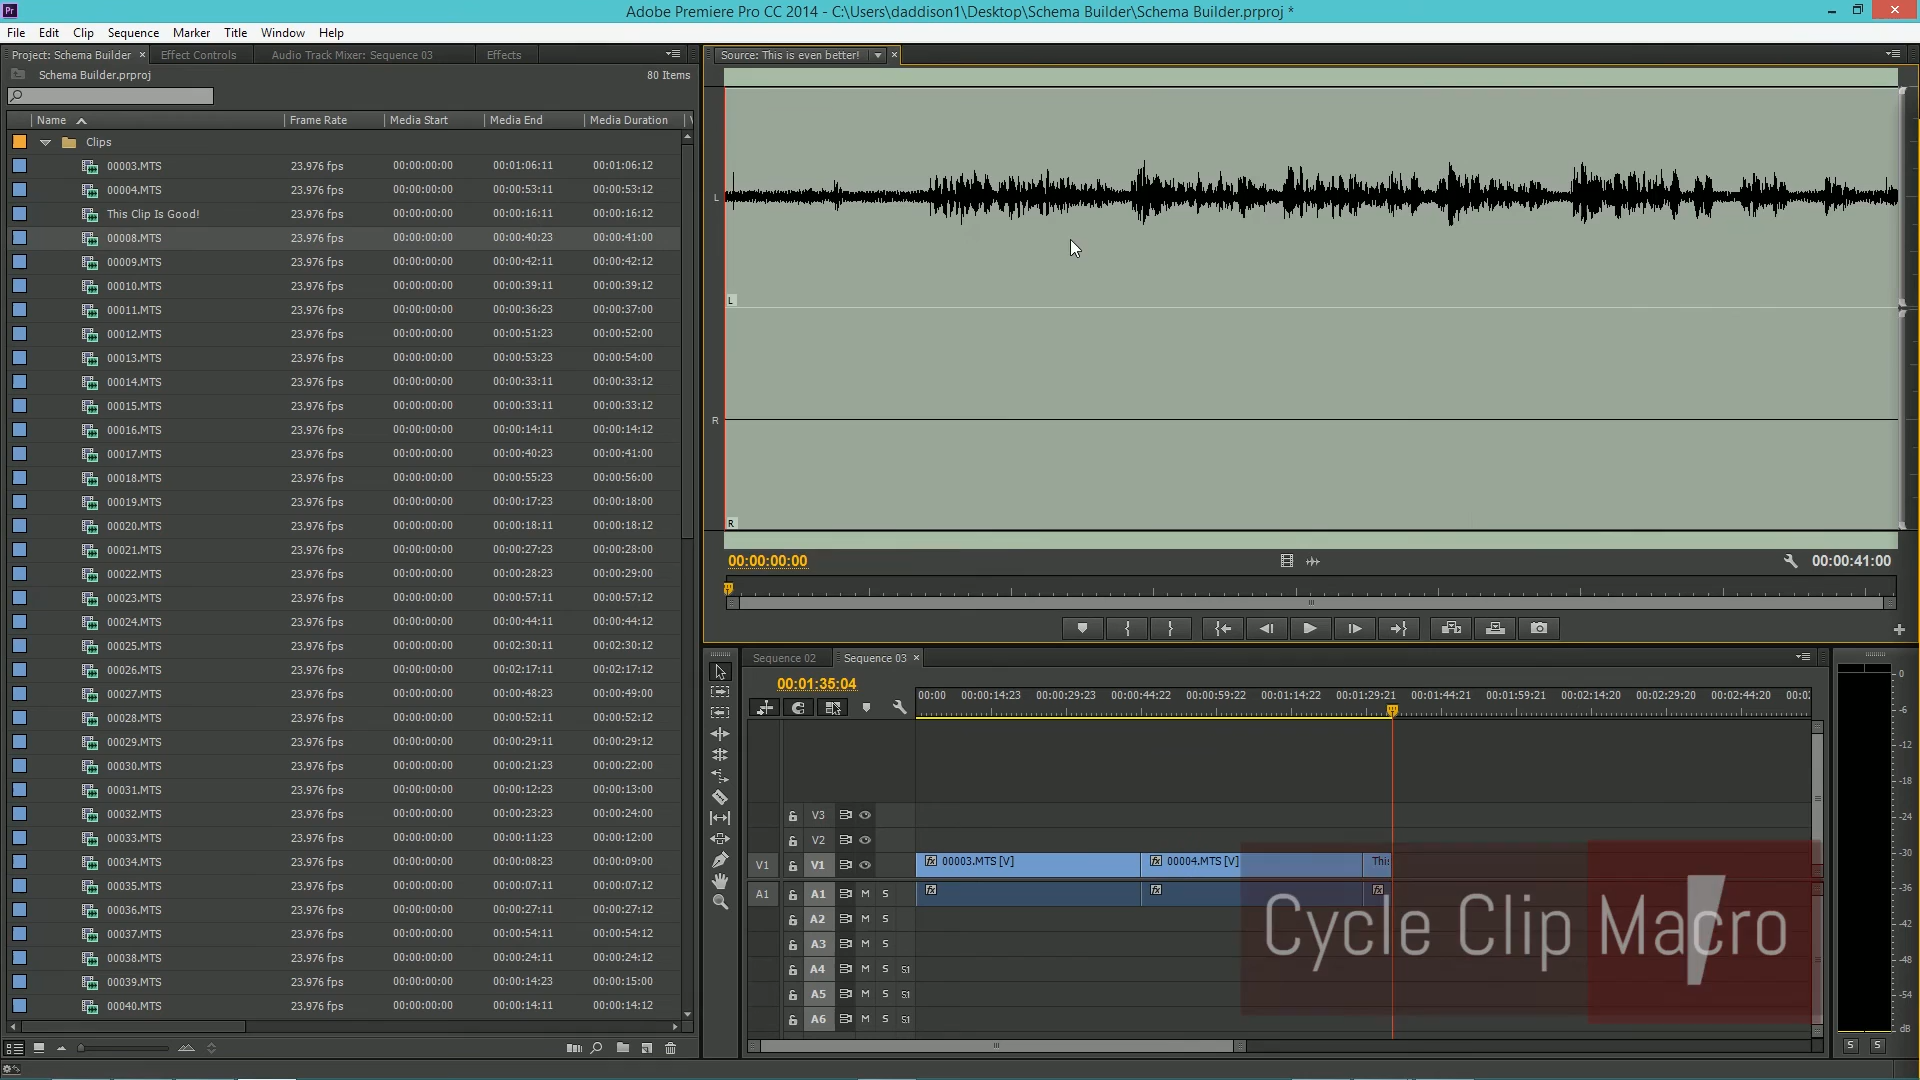 Pr
Adobe Premiere Pro CC 2014 - C:\Users\daddison1\Desktop\Schema Builder\Schema Builder.prproj *
File Edit Clip Sequence Marker Title Window Help
Project: Schema Builder Effect Controls Audio Track Mixer: Sequence 03 Effects
Source: This is even better!
Schema Builder.prproj 80 Items
Name Frame Rate Media Start Media End Media Duration
Clips
00003.MTS 23.976 fps 00:00:00:00 00:01:06:11 00:01:06:12
00004.MTS 23.976 fps 00:00:00:00 00:00:53:11 00:00:53:12
This Clip Is Good! 23.976 fps 00:00:00:00 00:00:16:11 00:00:16:12
00008.MTS 23.976 fps 00:00:00:00 00:00:40:23 00:00:41:00
00009.MTS 23.976 fps 00:00:00:00 00:00:42:11 00:00:42:12
00010.MTS 23.976 fps 00:00:00:00 00:00:39:11 00:00:39:12
00011.MTS 23.976 fps 00:00:00:00 00:00:36:23 00:00:37:00
00012.MTS 23.976 fps 00:00:00:00 00:00:51:23 00:00:52:00
00013.MTS 23.976 fps 00:00:00:00 00:00:53:23 00:00:54:00
00014.MTS 23.976 fps 00:00:00:00 00:00:33:11 00:00:33:12
00015.MTS 23.976 fps 00:00:00:00 00:00:33:11 00:00:33:12
00016.MTS 23.976 fps 00:00:00:00 00:00:14:11 00:00:14:12
00017.MTS 23.976 fps 00:00:00:00 00:00:40:23 00:00:41:00
00018.MTS 23.976 fps 00:00:00:00 00:00:55:23 00:00:56:00
00019.MTS 23.976 fps 00:00:00:00 00:00:17:23 00:00:18:00
00020.MTS 23.976 fps 00:00:00:00 00:00:18:11 00:00:18:12
00021.MTS 23.976 fps 00:00:00:00 00:00:27:23 00:00:28:00
00022.MTS 23.976 fps 00:00:00:00 00:00:28:23 00:00:29:00
00023.MTS 23.976 fps 00:00:00:00 00:00:57:11 00:00:57:12
00024.MTS 23.976 fps 00:00:00:00 00:00:44:11 00:00:44:12
00025.MTS 23.976 fps 00:00:00:00 00:02:30:11 00:02:30:12
00026.MTS 23.976 fps 00:00:00:00 00:02:17:11 00:02:17:12
00027.MTS 23.976 fps 00:00:00:00 00:00:48:23 00:00:49:00
00028.MTS 23.976 fps 00:00:00:00 00:00:52:11 00:00:52:12
00029.MTS 23.976 fps 00:00:00:00 00:00:29:11 00:00:29:12
00030.MTS 23.976 fps 00:00:00:00 00:00:21:23 00:00:22:00
00031.MTS 23.976 fps 00:00:00:00 00:00:12:23 00:00:13:00
00032.MTS 23.976 fps 00:00:00:00 00:00:23:23 00:00:24:00
00033.MTS 23.976 fps 00:00:00:00 00:00:11:23 00:00:12:00
00034.MTS 23.976 fps 00:00:00:00 00:00:08:23 00:00:09:00
00035.MTS 23.976 fps 00:00:00:00 00:00:07:11 00:00:07:12
00036.MTS 23.976 fps 00:00:00:00 00:00:27:11 00:00:27:12
00037.MTS 23.976 fps 00:00:00:00 00:00:54:11 00:00:54:12
00038.MTS 23.976 fps 00:00:00:00 00:00:24:11 00:00:24:12
00039.MTS 23.976 fps 00:00:00:00 00:00:14:23 00:00:15:00
00040.MTS 23.976 fps 00:00:00:00 00:00:14:11 00:00:14:12
L
L
R
R
00:00:00:00 00:00:41:00
Sequence 02 Sequence 03
00:01:35:04
00:00 00:00:14:23 00:00:29:23 00:00:44:22 00:00:59:22 00:01:14:22 00:01:29:21 00:01:44:21 00:01:59:21 00:02:14:20 00:02:29:20 00:02:44:20
V3
V2
V1 V1 fx 00003.MTS [V] fx 00004.MTS [V] This
A1 A1 M S fx fx fx
A2 M S
A3 M S
A4 M S S1
A5 M S S1
A6 M S S1
Cycle Clip Macro
0
-6
-12
-18
-24
-30
-36
-42
-48
-54
dB
S S